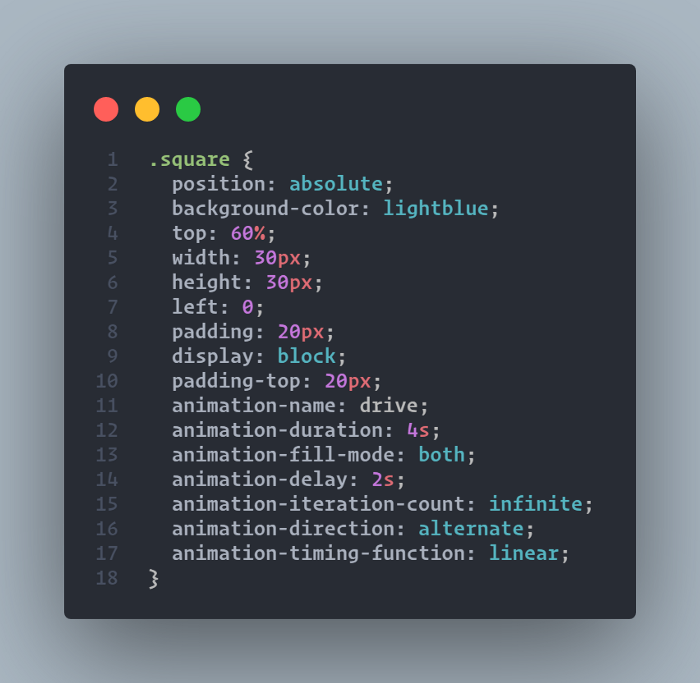 1 .square {
2 position: absolute;
3 background-color: lightblue;
4 top: 60%;
5 width: 30px;
6 height: 30px;
7 left: 0;
8 padding: 20px;
9 display: block;
10 padding-top: 20px;
11 animation-name: drive;
12 animation-duration: 4s;
13 animation-fill-mode: both;
14 animation-delay: 2s;
15 animation-iteration-count: infinite;
16 animation-direction: alternate;
17 animation-timing-function: linear;
18 }